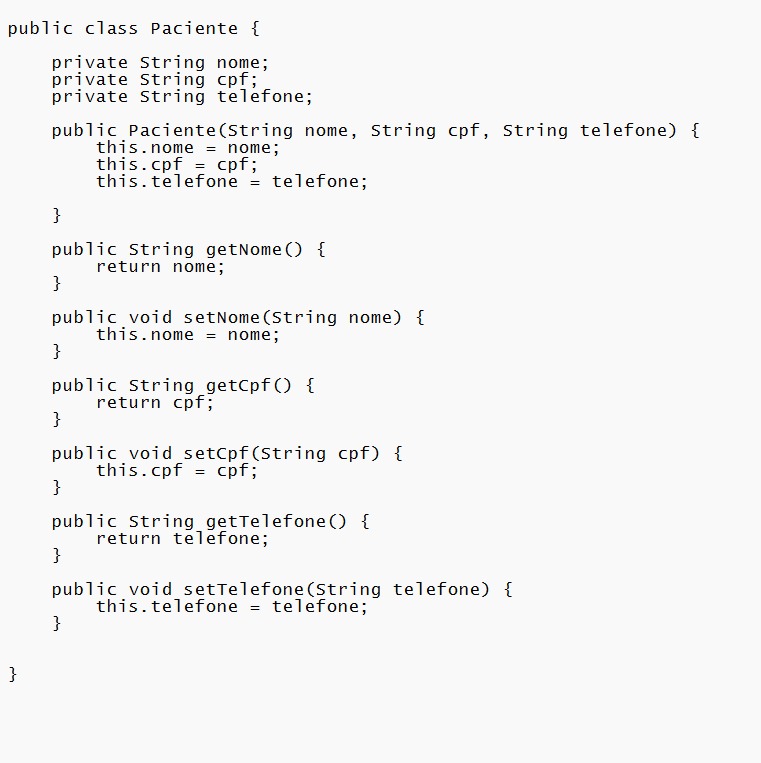 public class Paciente {
private String nome;
private String cpf;
private String telefone;
public Paciente(String nome, String cpf, String telefone) {
this.nome = nome;
this.cpf = cpf;
this.telefone = telefone;
}
public String getNome() {
return nome;
}
public void setNome(String nome) {
this.nome = nome;
}
public String getCpf() {
return cpf;
}
public void setCpf(String cpf) {
this.cpf = cpf;
}
public String getTelefone() {
return telefone;
}
public void setTelefone(String telefone) {
this.telefone = telefone;
}
}